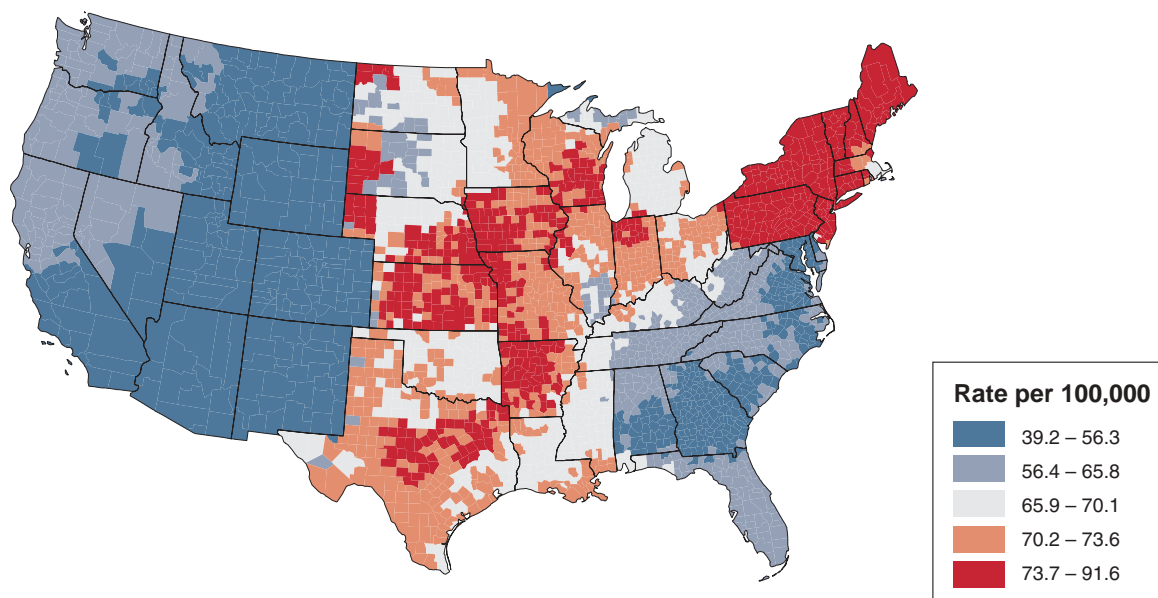 Rate per 100,000
39.2 – 56.3
56.4 – 65.8
65.9 – 70.1
70.2 – 73.6
73.7 – 91.6